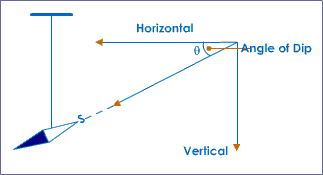 Horizontal
θ
Angle of Dip
S
Vertical